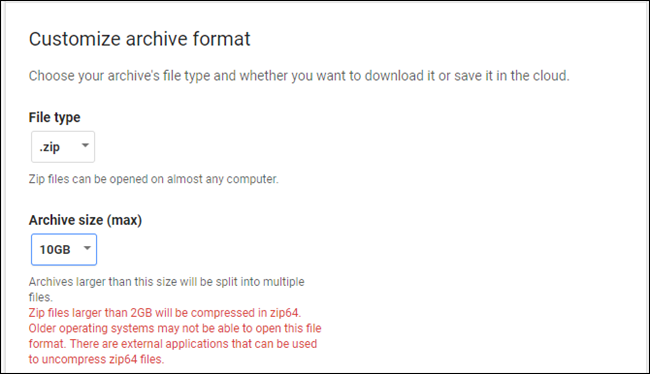 Customize archive format
Choose your archive's file type and whether you want to download it or save it in the cloud.
File type
.zip
Zip files can be opened on almost any computer.
Archive size (max)
10GB
Archives larger than this size will be split into multiple
files.
Zip files larger than 2GB will be compressed in zip64.
Older operating systems may not be able to open this file
format. There are external applications that can be used
to uncompress zip64 files.